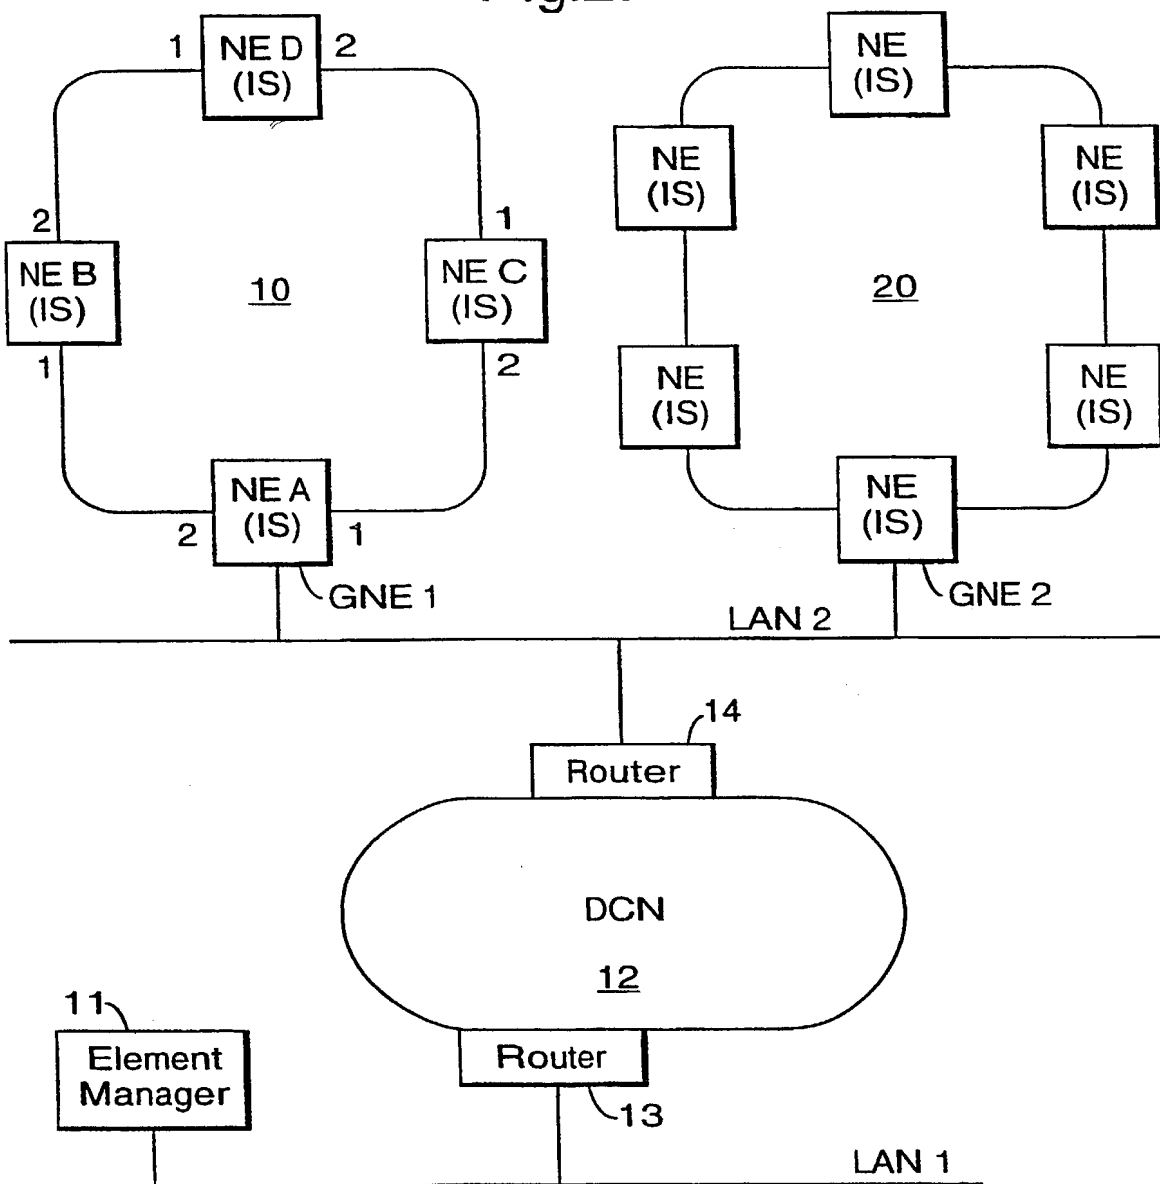 1
NE D
(IS)
2
NE
(IS)
NE
(IS)
NE
(IS)
2
NE B
(IS)
1
10
1
NE C
(IS)
2
20
NE
(IS)
NE
(IS)
NE A
(IS)
2
1
GNE 1
NE
(IS)
GNE 2
LAN 2
14
Router
DCN
12
11
Element
Manager
Router
13
LAN 1